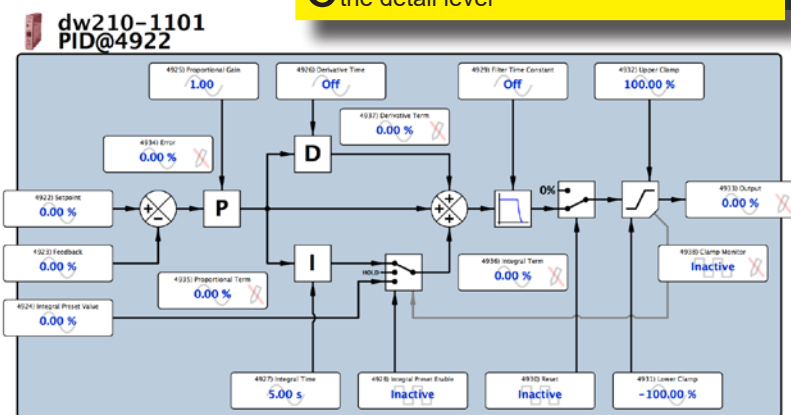 the detail level
dw210-1101
PID@4922
4925) Proportional Gain
1.00
4926) Derivative Time
Off
4929) Filter Time Constant
Off
4932) Upper Clamp
100.00 %
4937) Derivative Term
0.00 %
4934) Error
0.00 %
D
4922) Setpoint
0.00 %
P
0%
4933) Output
0.00 %
4923) Feedback
0.00 %
I
HOLD
4936) Integral Term
0.00 %
4938) Clamp Monitor
Inactive
4935) Proportional Term
0.00 %
4924) Integral Preset Value
0.00 %
4927) Integral Time
5.00 s
4928) Integral Preset Enable
Inactive
4930) Reset
Inactive
4931) Lower Clamp
-100.00 %